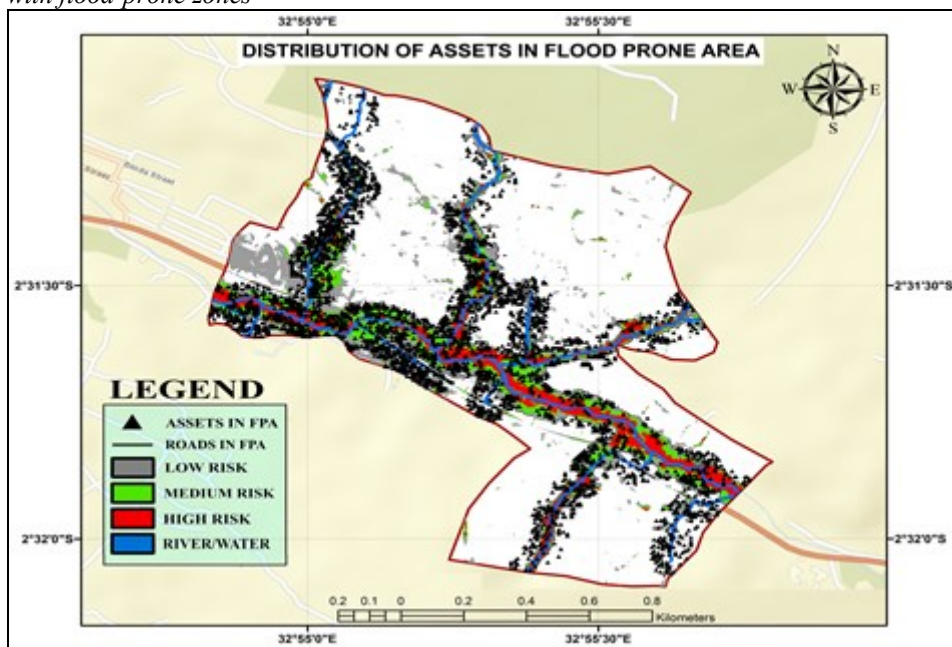 with flood-prone zones
32°55'0"E
32°55'30"E
DISTRIBUTION OF ASSETS IN FLOOD PRONE AREA
N
W
E
S
Street
Street
2°31'30"S
2°31'30"S
LEGEND
ASSETS IN FPA
ROADS IN FPA
LOW RISK
MEDIUM RISK
HIGH RISK
RIVER/WATER
2°32'0"S
2°32'0"S
0.2 0.1 0 0.2 0.4 0.6 0.8
Kilometers
32°55'0"E
32°55'30"E